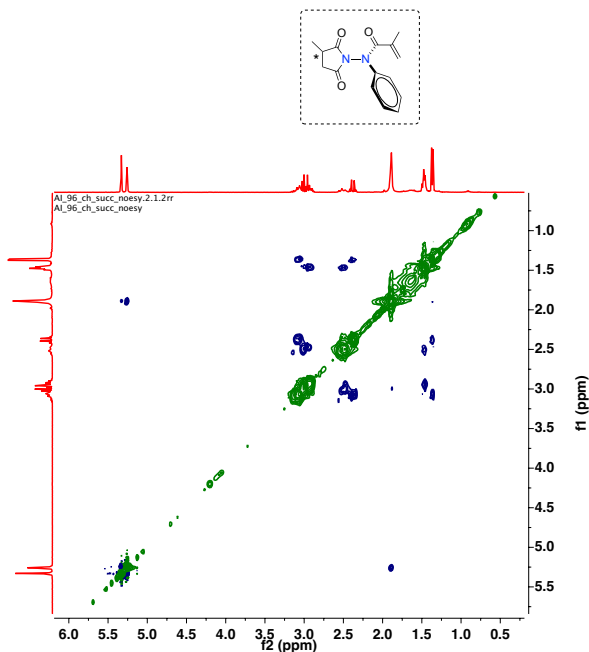 O
O
N
N
O
O
*
AI_96_ch_succ_noesy.2.1.2rr
AI_96_ch_succ_noesy
1.0
1.5
2.0
2.5
3.0
3.5
4.0
4.5
5.0
5.5
f1 (ppm)
6.0 5.5 5.0 4.5 4.0 3.5 3.0 2.5 2.0 1.5 1.0 0.5
f2 (ppm)